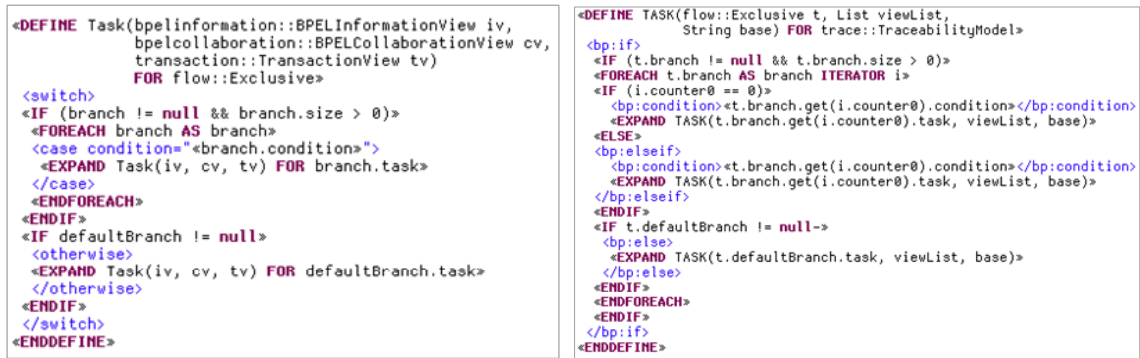 «DEFINE Task(bpelinformation::BPELInformationView iv,
bpelcollaboration::BPELCollaborationView cv,
transaction::TransactionView tv)
FOR flow::Exclusive»
<switch>
«IF (branch != null && branch.size > 0)»
«FOREACH branch AS branch»
<case condition="«branch.condition»">
«EXPAND Task(iv, cv, tv) FOR branch.task»
</case>
«ENDFOREACH»
«ENDIF»
«IF defaultBranch != null»
<otherwise>
«EXPAND Task(iv, cv, tv) FOR defaultBranch.task»
</otherwise>
«ENDIF»
</switch>
«ENDDEFINE»
«DEFINE TASK(flow::Exclusive t, List viewList,
String base) FOR trace::TraceabilityModel»
<bp:if>
«IF (t.branch != null && t.branch.size > 0)»
«FOREACH t.branch AS branch ITERATOR i»
«IF (i.counter0 == 0)»
<bp:condition>«t.branch.get(i.counter0).condition»</bp:condition>
«EXPAND TASK(t.branch.get(i.counter0).task, viewList, base)»
«ELSE»
<bp:elseif>
<bp:condition>«t.branch.get(i.counter0).condition»</bp:condition>
«EXPAND TASK(t.branch.get(i.counter0).task, viewList, base)»
</bp:elseif>
«ENDIF»
«IF t.defaultBranch != null-»
<bp:else>
«EXPAND TASK(t.defaultBranch.task, viewList, base)»
</bp:else>
«ENDIF»
«ENDFOREACH»
«ENDIF»
</bp:if>
«ENDDEFINE»